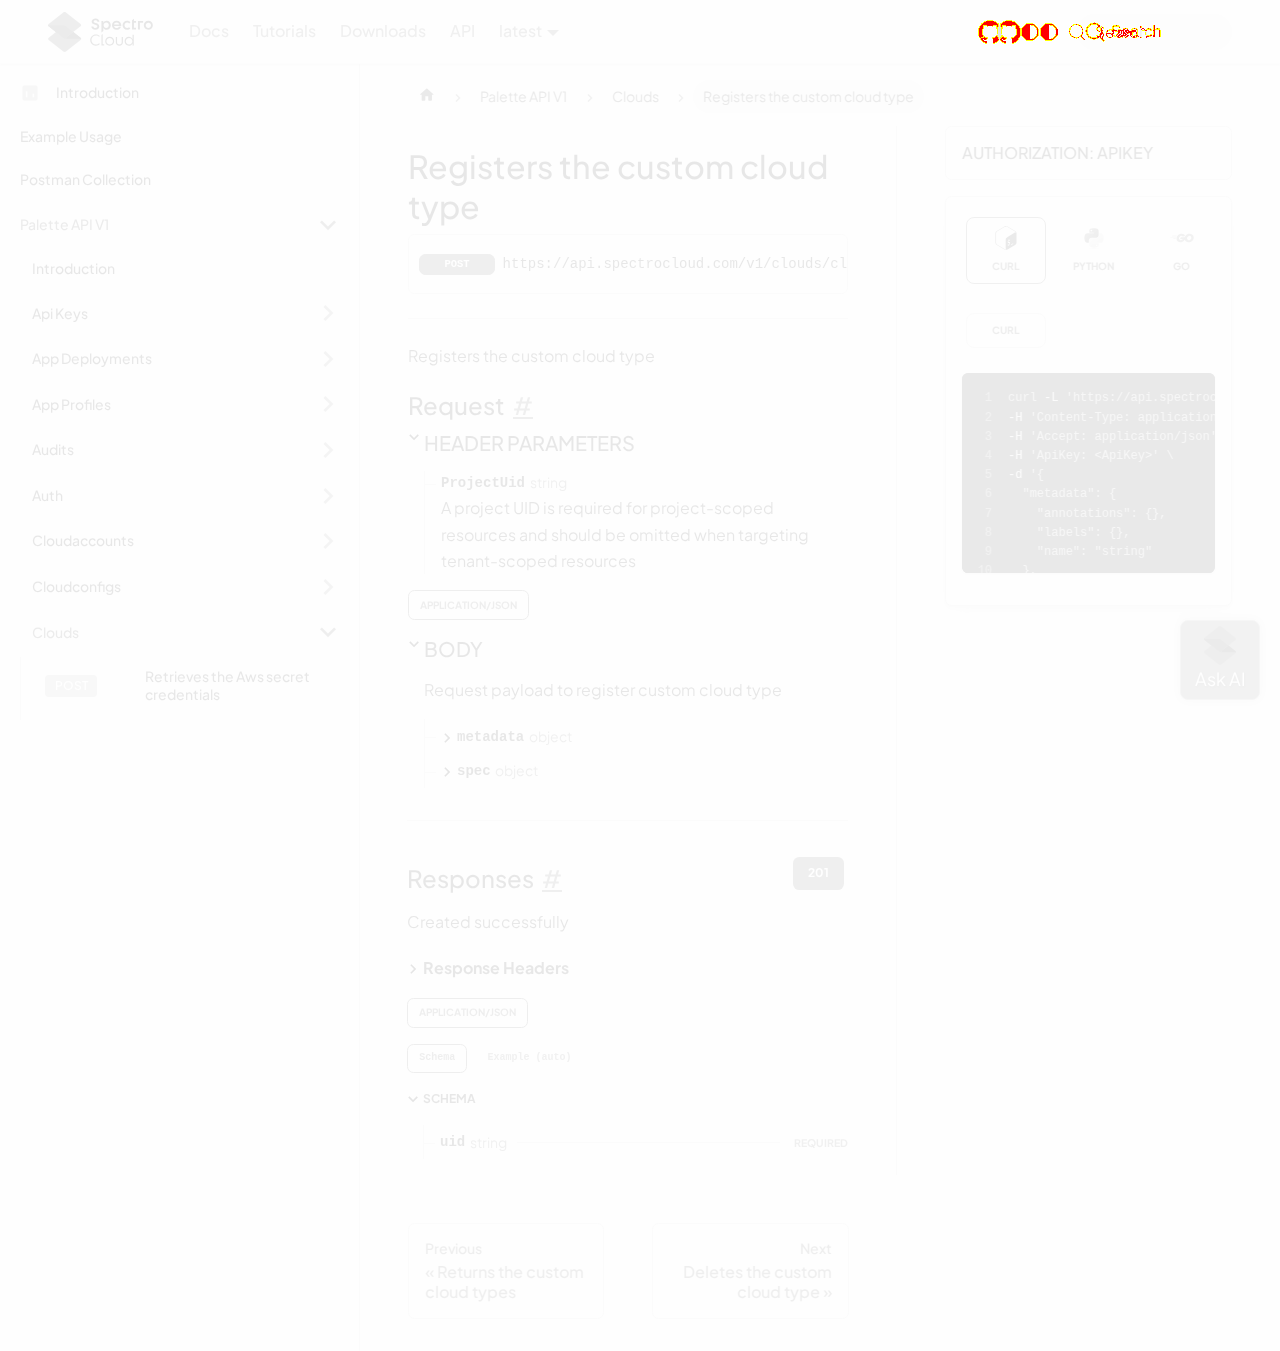 Spectro
Cloud
Docs
Tutorials
Downloads
API
latest
Search
Introduction
Example Usage
Postman Collection
Palette API V1
Introduction
Api Keys
App Deployments
App Profiles
Audits
Auth
Cloudaccounts
Cloudconfigs
Clouds
POST
Retrieves the Aws secret
credentials
Palette API V1
Clouds
Registers the custom cloud type
Registers the custom cloud
type
POST
https://api.spectrocloud.com/v1/clouds/cl
Registers the custom cloud type
Request #
HEADER PARAMETERS
ProjectUid string
A project UID is required for project-scoped
resources and should be omitted when targeting
tenant-scoped resources
APPLICATION/JSON
BODY
Request payload to register custom cloud type
metadata object
spec object
Responses #
201
Created successfully
Response Headers
APPLICATION/JSON
Schema
Example (auto)
SCHEMA
uid string
REQUIRED
Previous
« Returns the custom
cloud types
Next
Deletes the custom
cloud type »
AUTHORIZATION: APIKEY
CURL
PYTHON
GO
CURL
1 curl -L 'https://api.spectroc
2 -H 'Content-Type: application
3 -H 'Accept: application/json'
4 -H 'ApiKey: <ApiKey>' \
5 -d '{
6 "metadata": {
7 "annotations": {},
8 "labels": {},
9 "name": "string"
10 },
Ask AI